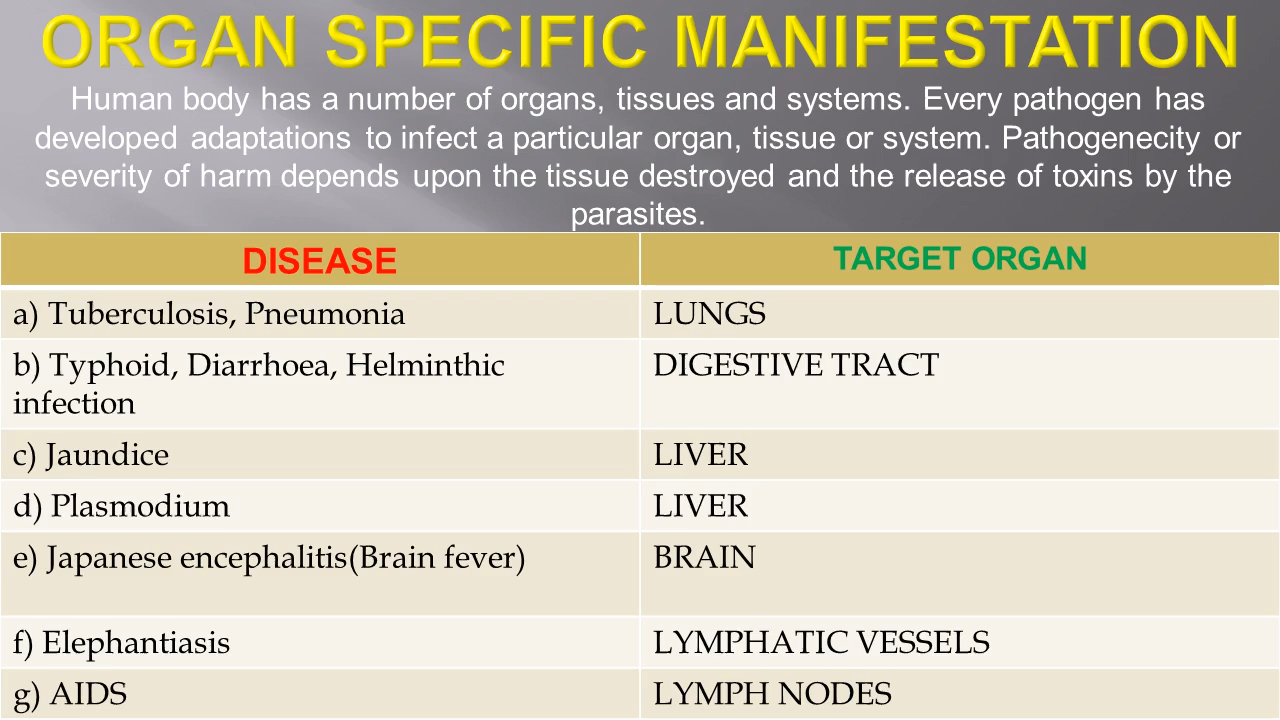 ORGAN SPECIFIC MANIFESTATION
Human body has a number of organs, tissues and systems. Every pathogen has
developed adaptations to infect a particular organ, tissue or system. Pathogenecity or
severity of harm depends upon the tissue destroyed and the release of toxins by the
parasites.
DISEASE TARGET ORGAN
a) Tuberculosis, Pneumonia LUNGS
b) Typhoid, Diarrhoea, Helminthic DIGESTIVE TRACT
infection
c) Jaundice LIVER
d) Plasmodium LIVER
e) Japanese encephalitis(Brain fever) BRAIN
f) Elephantiasis LYMPHATIC VESSELS
g) AIDS LYMPH NODES